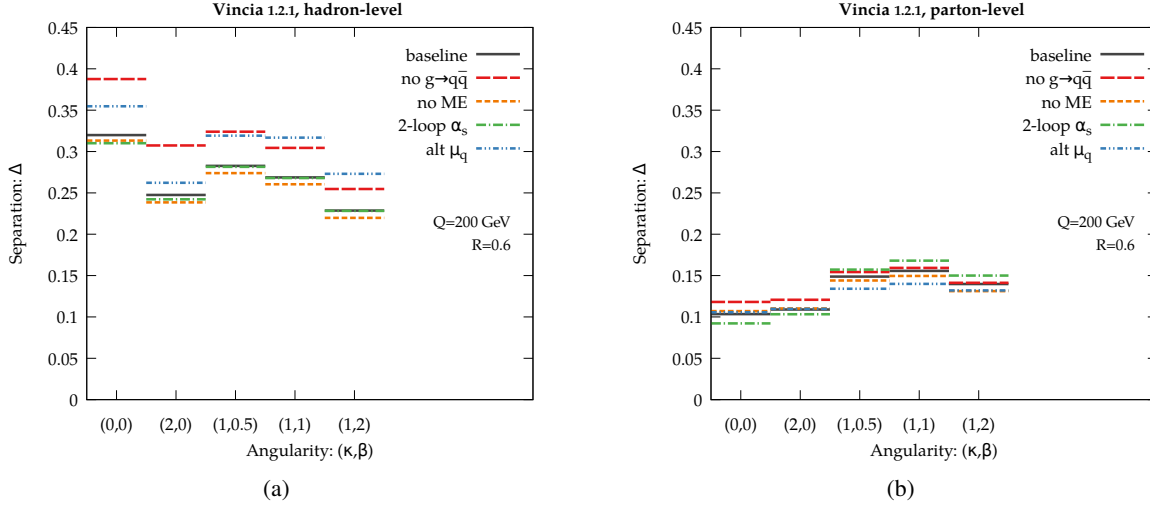 Vincia 1.2.1, hadron-level
0.45
0.4
0.35
0.3
0.25
0.2
0.15
0.1
0.05
0
Separation: Δ
baseline
no g→qq̅
no ME
2-loop αs
alt μq
Q=200 GeV
R=0.6
(0,0) (2,0) (1,0.5) (1,1) (1,2)
Angularity: (κ,β)
(a)
Vincia 1.2.1, parton-level
0.45
0.4
0.35
0.3
0.25
0.2
0.15
0.1
0.05
0
Separation: Δ
baseline
no g→qq̅
no ME
2-loop αs
alt μq
Q=200 GeV
R=0.6
(0,0) (2,0) (1,0.5) (1,1) (1,2)
Angularity: (κ,β)
(b)